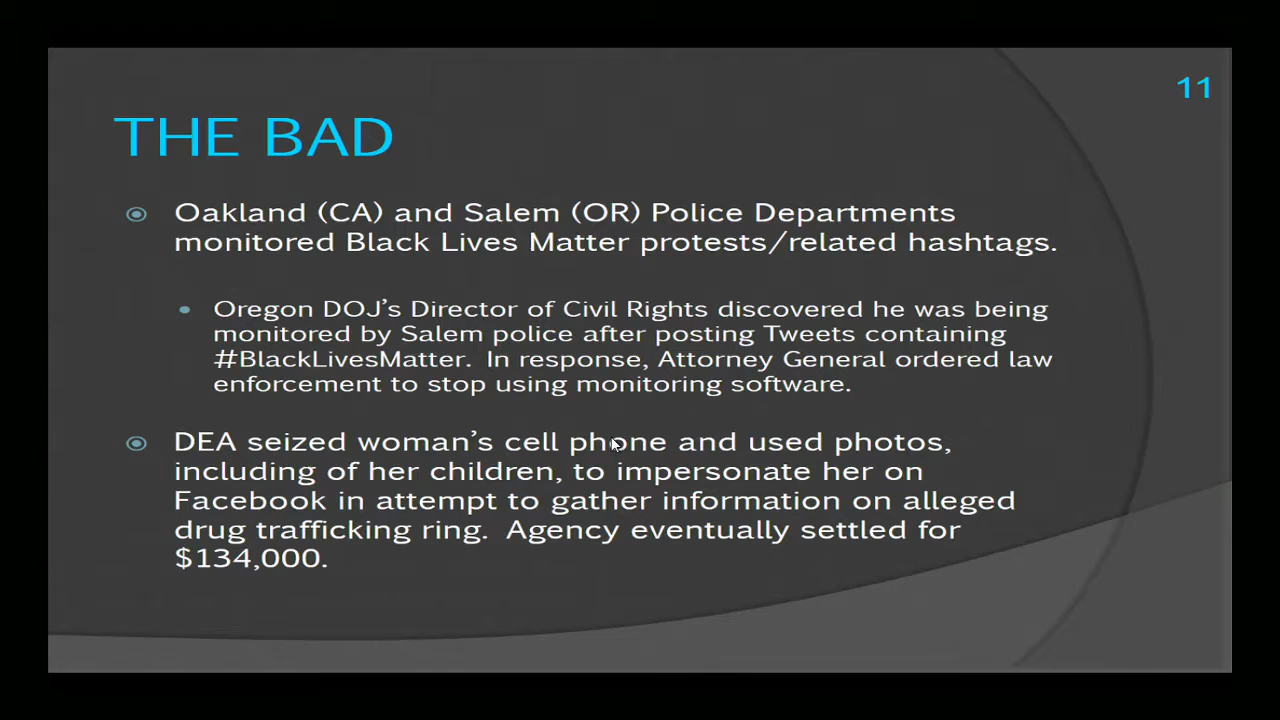 11
THE BAD
Oakland (CA) and Salem (OR) Police Departments
monitored Black Lives Matter protests/related hashtags.
Oregon DOJ's Director of Civil Rights discovered he was being
monitored by Salem police after posting Tweets containing
#BlackLivesMatter.  In response, Attorney General ordered law
enforcement to stop using monitoring software.
DEA seized woman's cell phone and used photos,
including of her children, to impersonate her on
Facebook in attempt to gather information on alleged
drug trafficking ring.  Agency eventually settled for
$134,000.